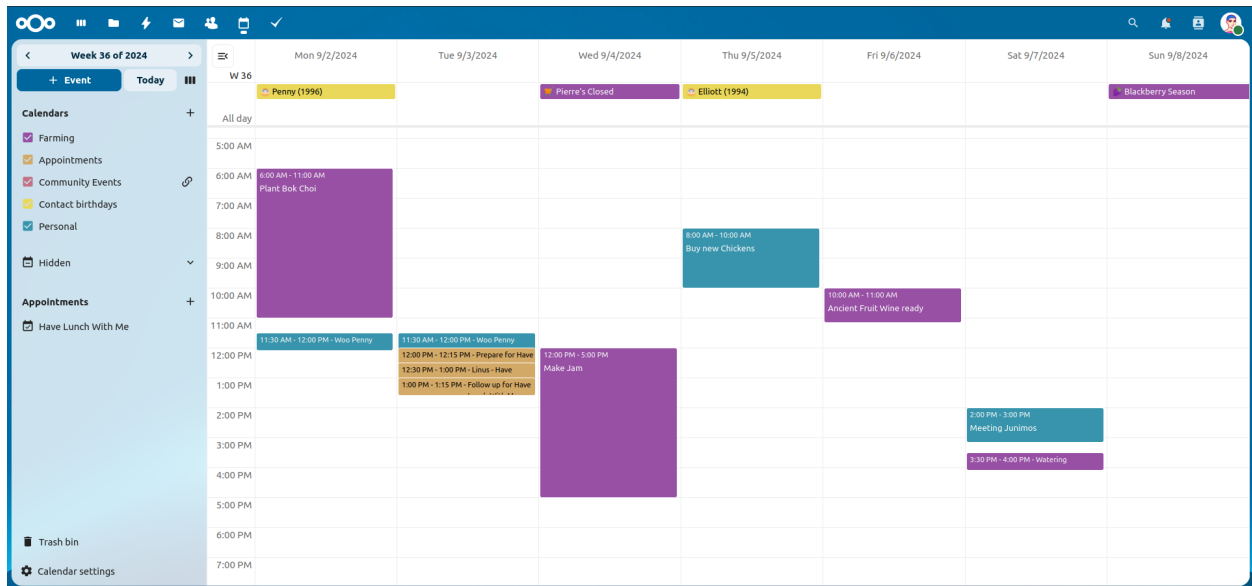 Week 36 of 2024
+ Event
Today
Calendars
Farming
Appointments
Community Events
Contact birthdays
Personal
Hidden
Appointments
Have Lunch With Me
Trash bin
Calendar settings
Mon 9/2/2024
Tue 9/3/2024
Wed 9/4/2024
Thu 9/5/2024
Fri 9/6/2024
Sat 9/7/2024
Sun 9/8/2024
W 36
All day
Penny (1996)
Pierre's Closed
Elliott (1994)
Blackberry Season
5:00 AM
6:00 AM
7:00 AM
8:00 AM
9:00 AM
10:00 AM
11:00 AM
12:00 PM
1:00 PM
2:00 PM
3:00 PM
4:00 PM
5:00 PM
6:00 PM
7:00 PM
6:00 AM - 11:00 AM
Plant Bok Choi
11:30 AM - 12:00 PM - Woo Penny
11:30 AM - 12:00 PM - Woo Penny
12:00 PM - 12:15 PM - Prepare for Have
12:30 PM - 1:00 PM - Linus - Have
1:00 PM - 1:15 PM - Follow up for Have
12:00 PM - 5:00 PM
Make Jam
8:00 AM - 10:00 AM
Buy new Chickens
10:00 AM - 11:00 AM
Ancient Fruit Wine ready
2:00 PM - 3:00 PM
Meeting Junimos
3:30 PM - 4:00 PM - Watering